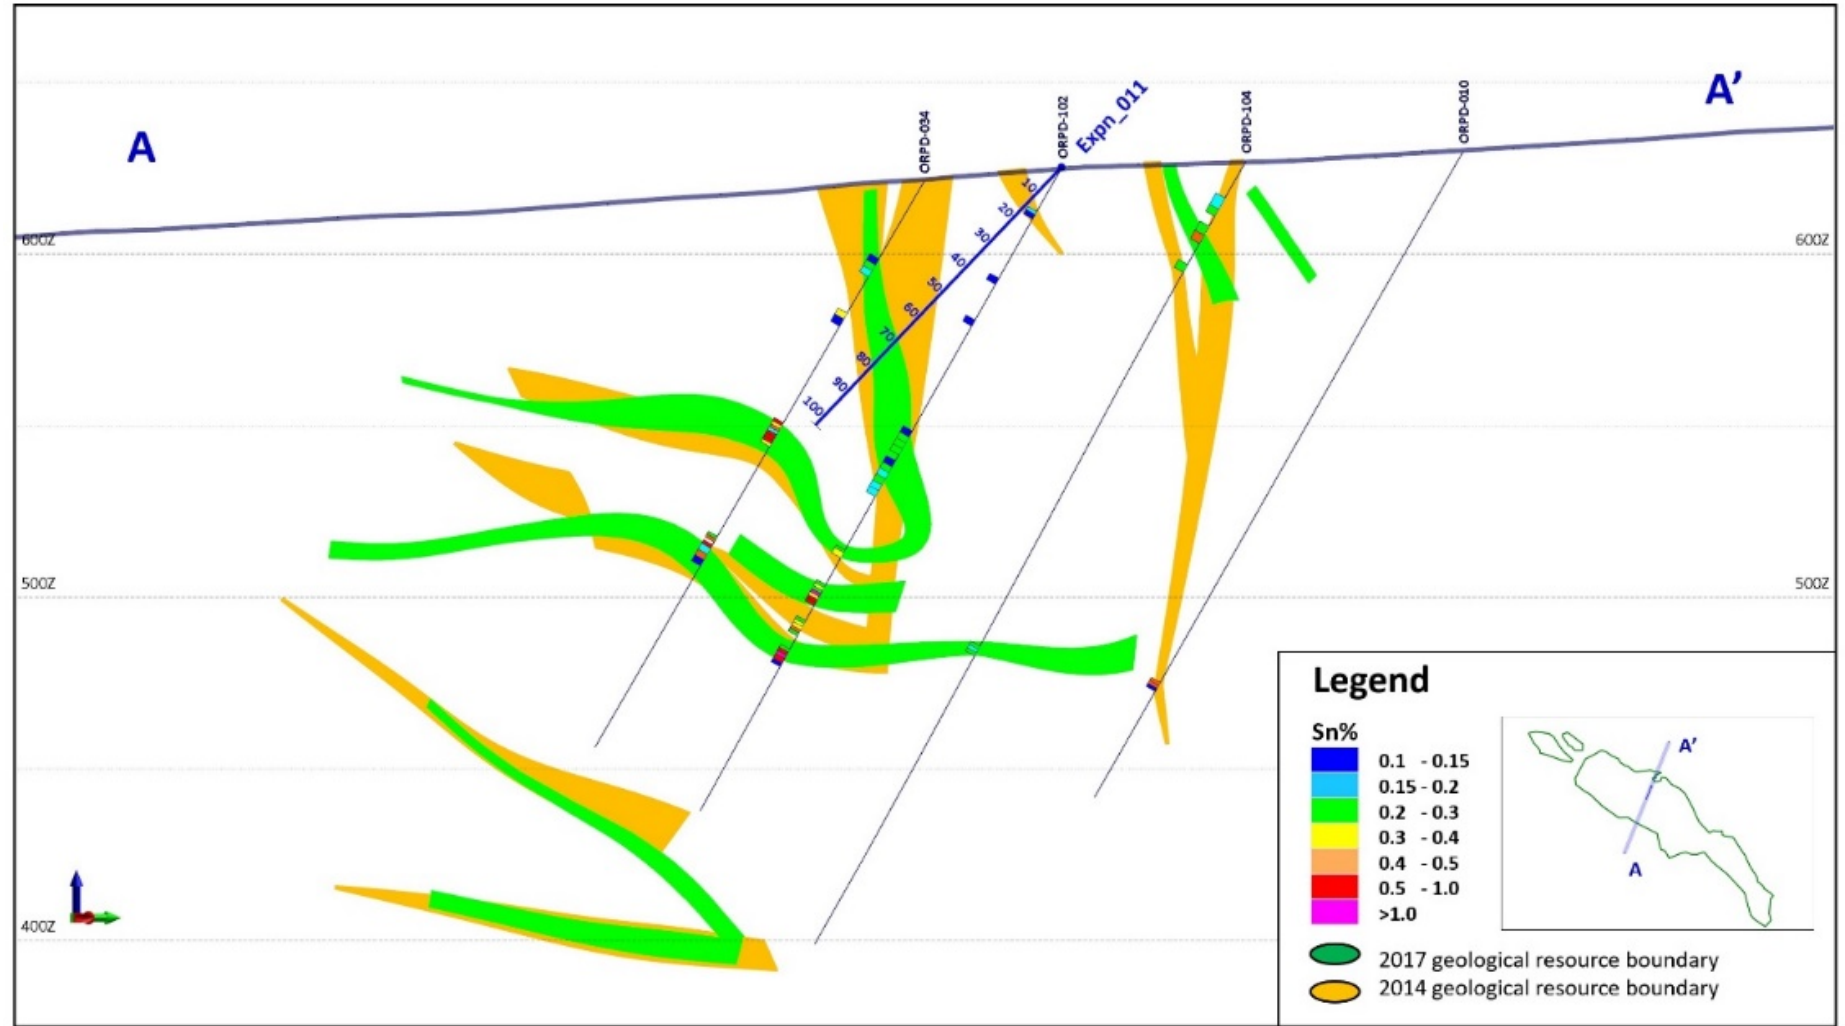 A
A'
ORPD-034
ORPD-102
Expn_011
ORPD-104
ORPD-010
10
20
30
40
50
60
70
80
90
100
600Z
600Z
500Z
500Z
400Z
Legend
Sn%
0.1 - 0.15
0.15 - 0.2
0.2 - 0.3
0.3 - 0.4
0.4 - 0.5
0.5 - 1.0
>1.0
A'
A
2017 geological resource boundary
2014 geological resource boundary